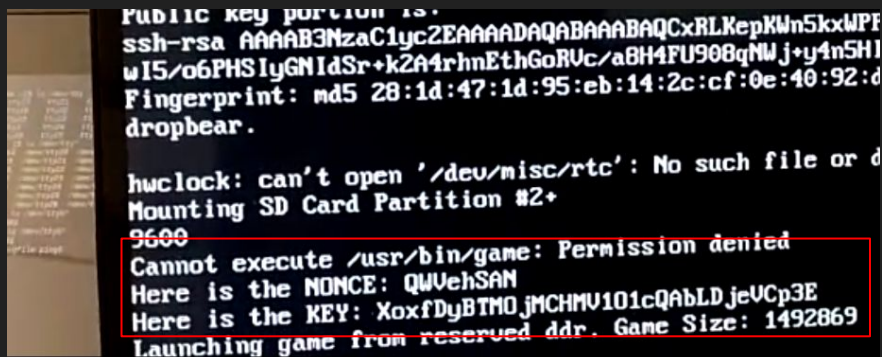 Public key portion is:
ssh-rsa AAAAB3NzaC1yc2EAAAADAQABAAABAQCxRLKepKWn5kxWPF
wI5/o6PHSIyGNIdSr+k2A4rhnEthGoRVc/a8H4FU908qNWj+y4n5HI
Fingerprint: md5 28:1d:47:1d:95:eb:14:2c:cf:0e:40:92:d
dropbear.
hwclock: can't open '/dev/misc/rtc': No such file or d
Mounting SD Card Partition #2+
9600
Cannot execute /usr/bin/game: Permission denied
Here is the NONCE: QWVehSAN
Here is the KEY: XoxfDyBTMOjMCHMV1O1cQAbLDjeVCp3E
Launching game from reserved ddr. Game Size: 1492869